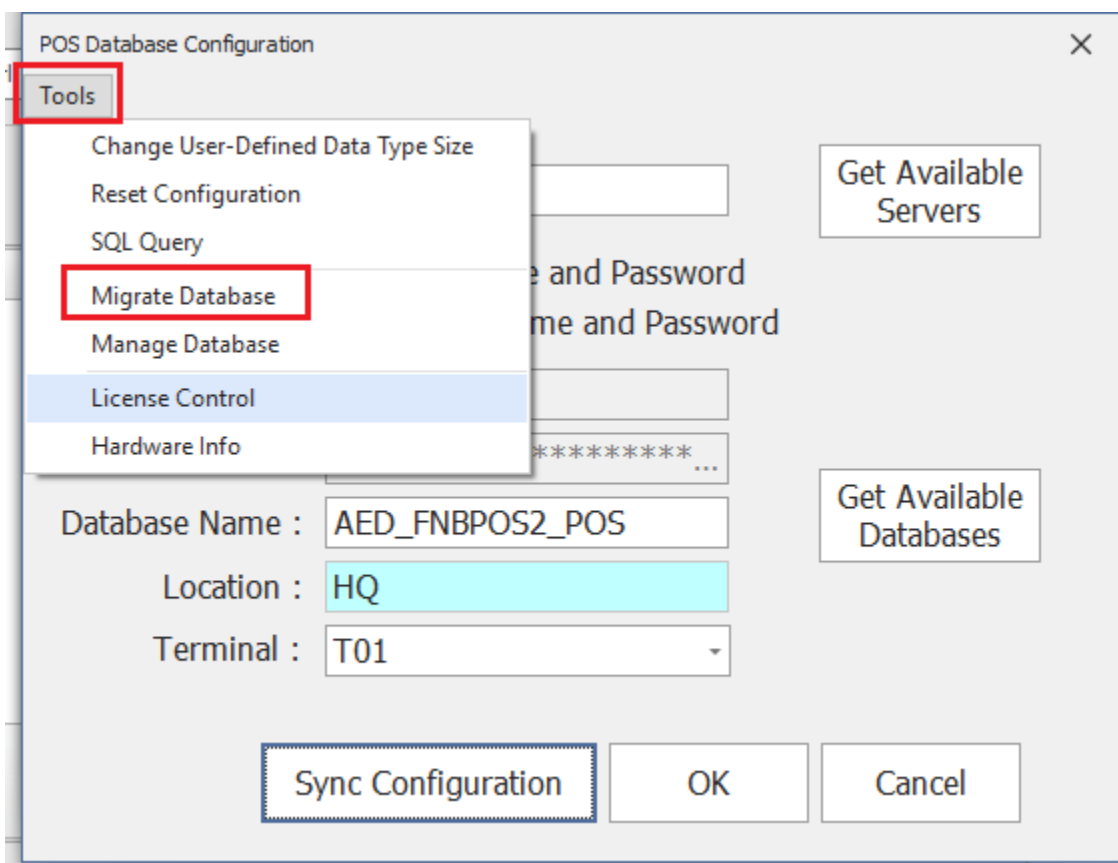 POS Database Configuration
Tools
Change User-Defined Data Type Size
Reset Configuration
SQL Query
Migrate Database
Manage Database
License Control
Hardware Info
Get Available
Servers
and Password
and Password
*********...
Get Available
Databases
Database Name : AED_FNBPOS2_POS
Location : HQ
Terminal : T01
Sync Configuration
OK
Cancel